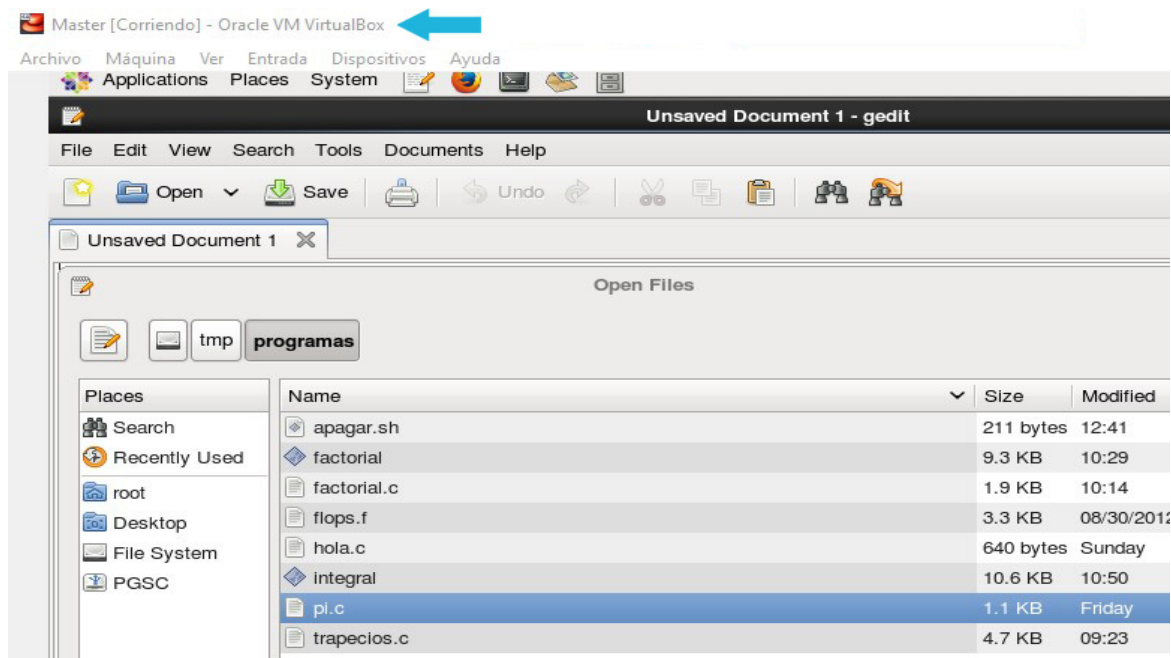 Master [Corriendo] - Oracle VM VirtualBox
Archivo Máquina Ver Entrada Dispositivos Ayuda
Applications Places System
Unsaved Document 1 - gedit
File Edit View Search Tools Documents Help
Open Save Undo
Unsaved Document 1
Open Files
tmp programas
Places Name Size Modified
Search apagar.sh 211 bytes 12:41
Recently Used factorial 9.3 KB 10:29
root factorial.c 1.9 KB 10:14
Desktop flops.f 3.3 KB 08/30/2012
File System hola.c 640 bytes Sunday
PGSC integral 10.6 KB 10:50
pi.c 1.1 KB Friday
trapecios.c 4.7 KB 09:23